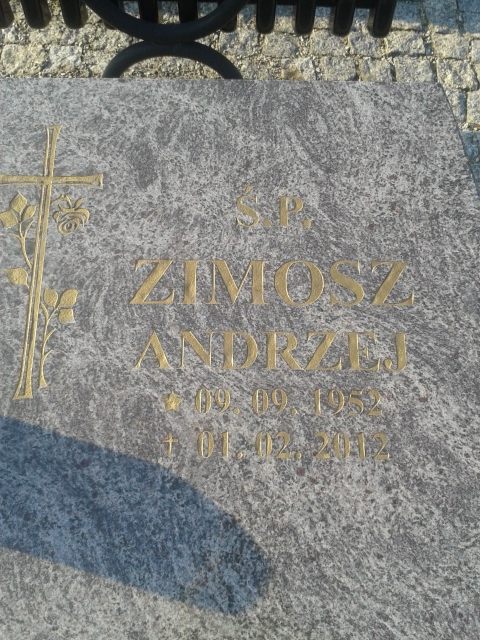 Ś.P.
ZIMOSZ
ANDRZEJ
★ 09.09.1952
† 01.02.2012